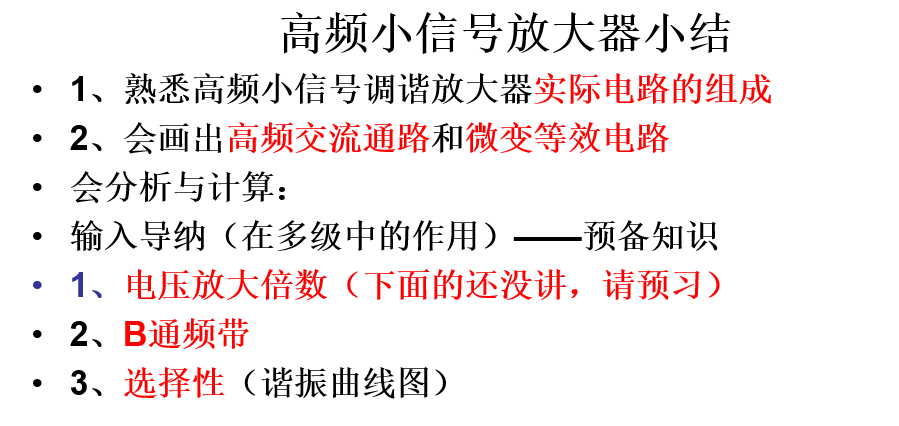 高频小信号放大器小结
• 1、熟悉高频小信号调谐放大器实际电路的组成
• 2、会画出高频交流通路和微变等效电路
• 会分析与计算：
• 输入导纳（在多级中的作用）——预备知识
• 1、电压放大倍数（下面的还没讲，请预习）
• 2、B通频带
• 3、选择性（谐振曲线图）